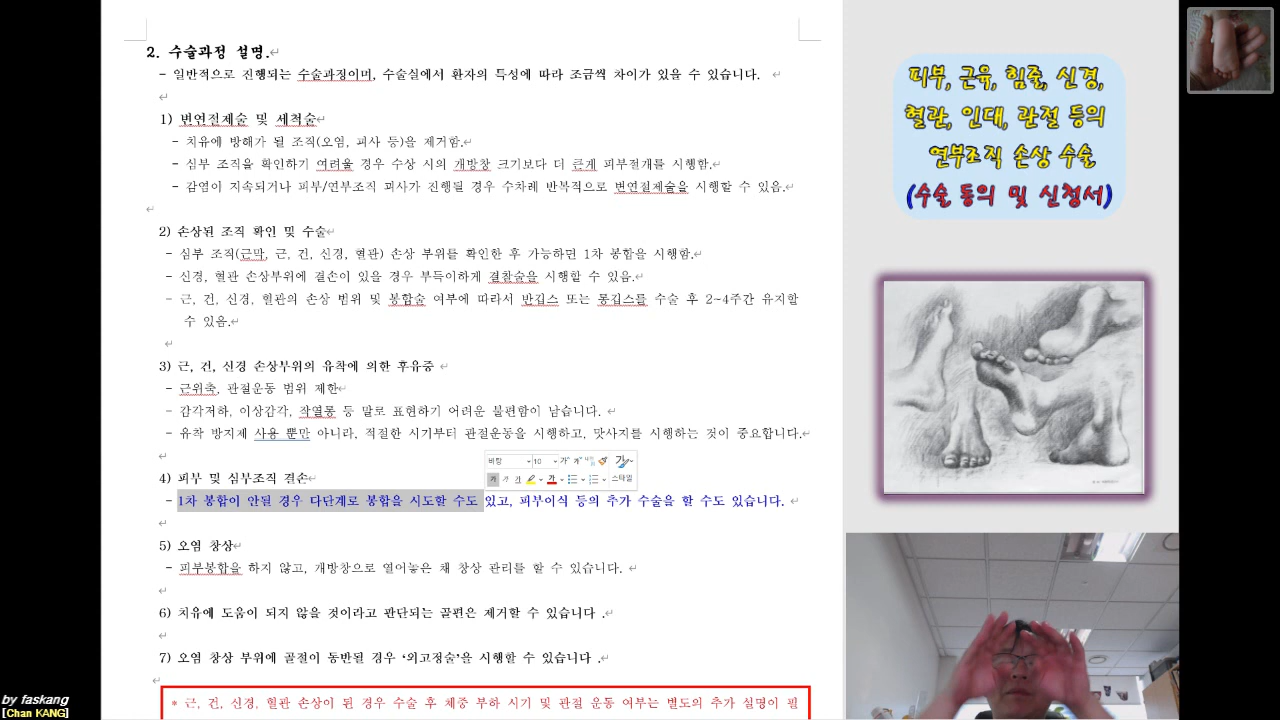 2. 수술과정 설명.
- 일반적으로 진행되는 수술과정이며, 수술실에서 환자의 특성에 따라 조금씩 차이가 있을 수 있습니다.
1) 변연절제술 및 세척술
- 치유에 방해가 될 조직(오염, 괴사 등)을 제거함.
- 심부 조직을 확인하기 여려울 경우 수상 시의 개방창 크기보다 더 큰게 피부절개를 시행함.
- 감염이 지속되거나 피부/연부조직 괴사가 진행될 경우 수차례 반복적으로 변연절제술을 시행할 수 있음.
2) 손상된 조직 확인 및 수술
- 심부 조직(근막, 근, 건, 신경, 혈관) 손상 부위를 확인한 후 가능하면 1차 봉합을 시행함.
- 신경, 혈관 손상부위에 결손이 있을 경우 부득이하게 결찰술을 시행할 수 있음.
- 근, 건, 신경, 혈관의 손상 범위 및 봉합술 여부에 따라서 반깁스 또는 통깁스를 수술 후 2~4주간 유지할
수 있음.
3) 근, 건, 신경 손상부위의 유착에 의한 후유증
- 근위축, 관절운동 범위 제한
- 감각저하, 이상감각, 작열통 등 말로 표현하기 어려운 불편함이 남습니다.
- 유착 방지제 사용 뿐만 아니라, 적절한 시기부터 관절운동을 시행하고, 맛사지를 시행하는 것이 중요합니다.
4) 피부 및 심부조직 결손
바탕 10 가 가
가 가 간 가 스타일
- 1차 봉합이 안될 경우 다단계로 봉합을 시도할 수도 있고, 피부이식 등의 추가 수술을 할 수도 있습니다.
5) 오염 창상
- 피부봉합을 하지 않고, 개방창으로 열어놓은 채 창상 관리를 할 수 있습니다.
6) 치유에 도움이 되지 않을 것이라고 판단되는 골편은 제거할 수 있습니다 .
7) 오염 창상 부위에 골절이 동반될 경우 '외고정술'을 시행할 수 있습니다 .
* 근, 건, 신경, 혈관 손상이 된 경우 수술 후 체중 부하 시기 및 관절 운동 여부는 별도의 추가 설명이 필
피부, 근육, 힘줄, 신경,
혈관, 인대, 관절 등의
연부조직 손상 수술
(수술 동의 및 신청서)
by faskang
[Chan KANG]